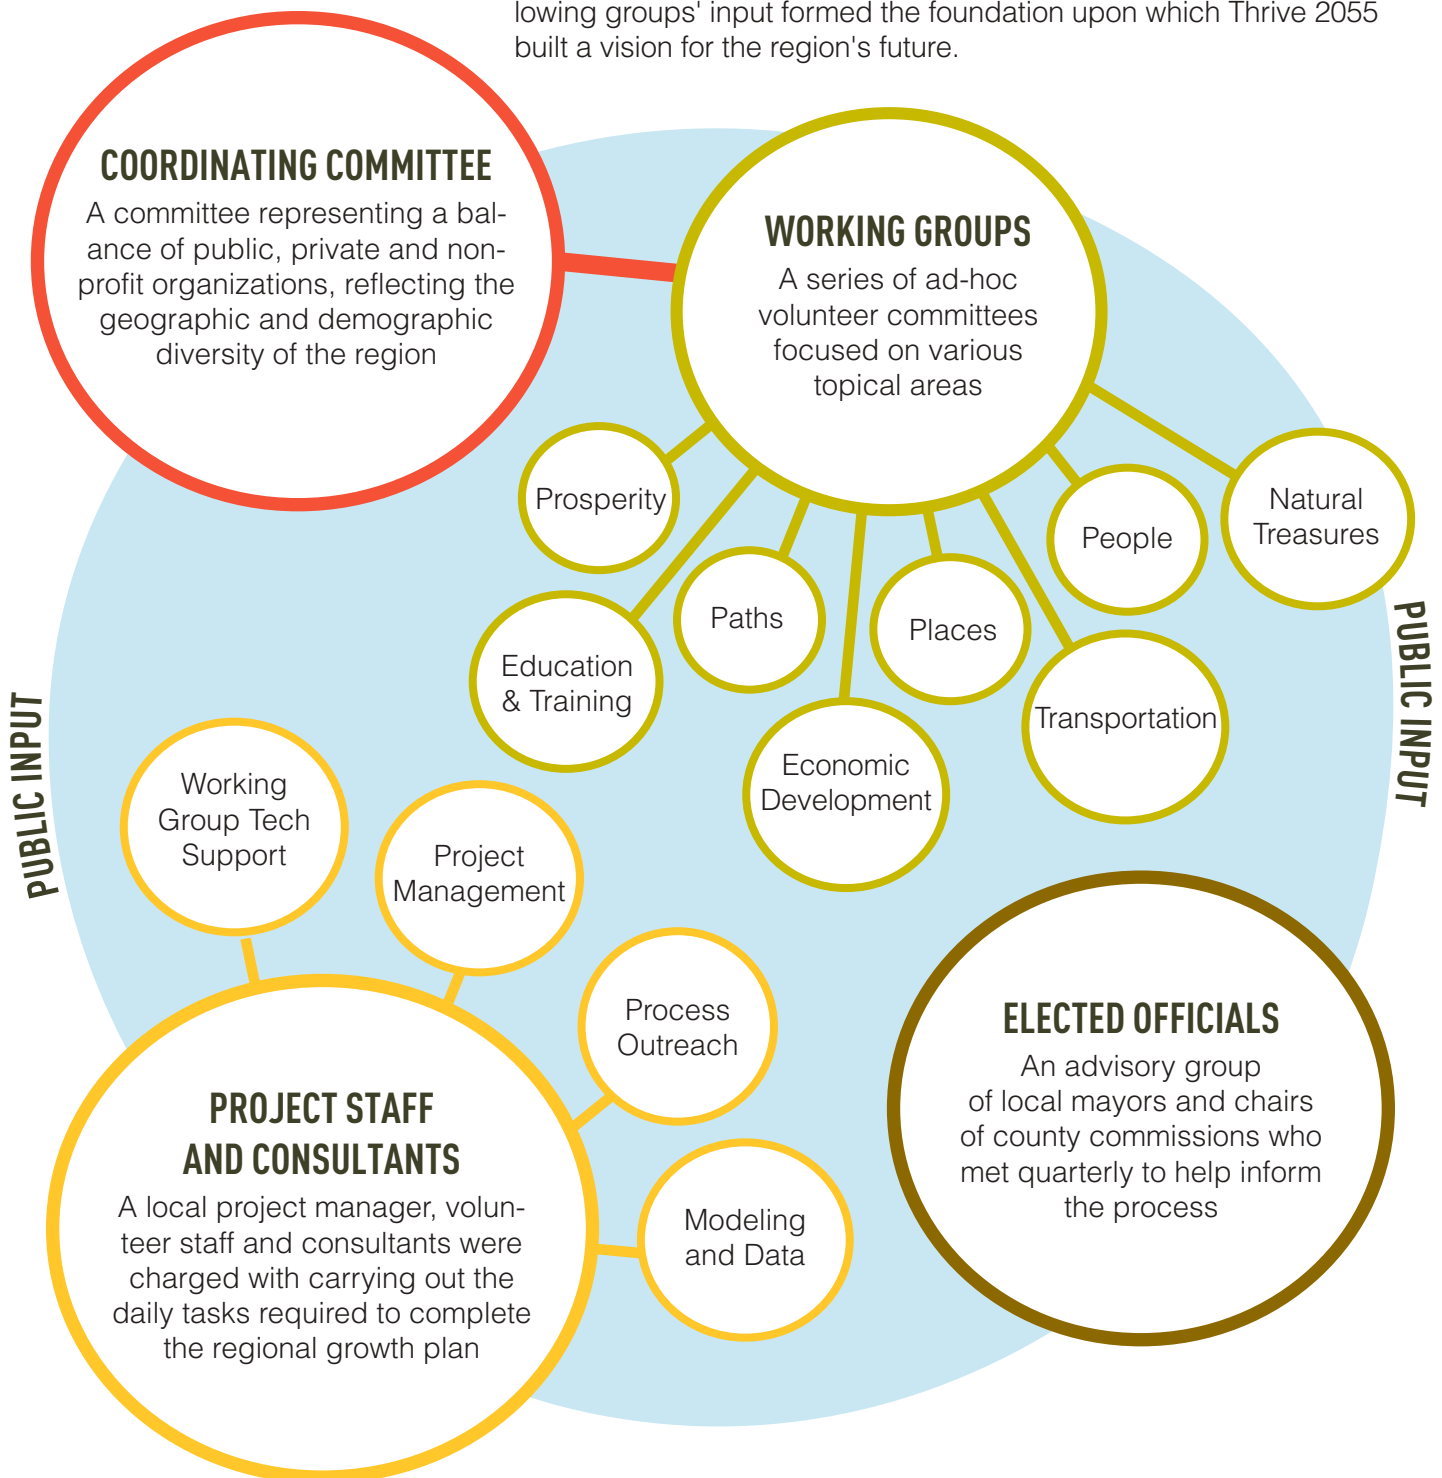 lowing groups' input formed the foundation upon which Thrive 2055
built a vision for the region's future.
COORDINATING COMMITTEE
A committee representing a bal-
ance of public, private and non-
profit organizations, reflecting the
geographic and demographic
diversity of the region
WORKING GROUPS
A series of ad-hoc
volunteer committees
focused on various
topical areas
Prosperity
Education
& Training
Paths
Economic
Development
Places
Transportation
People
Natural
Treasures
PUBLIC INPUT
PUBLIC INPUT
Working
Group Tech
Support
Project
Management
Process
Outreach
Modeling
and Data
PROJECT STAFF
AND CONSULTANTS
A local project manager, volun-
teer staff and consultants were
charged with carrying out the
daily tasks required to complete
the regional growth plan
ELECTED OFFICIALS
An advisory group
of local mayors and chairs
of county commissions who
met quarterly to help inform
the process